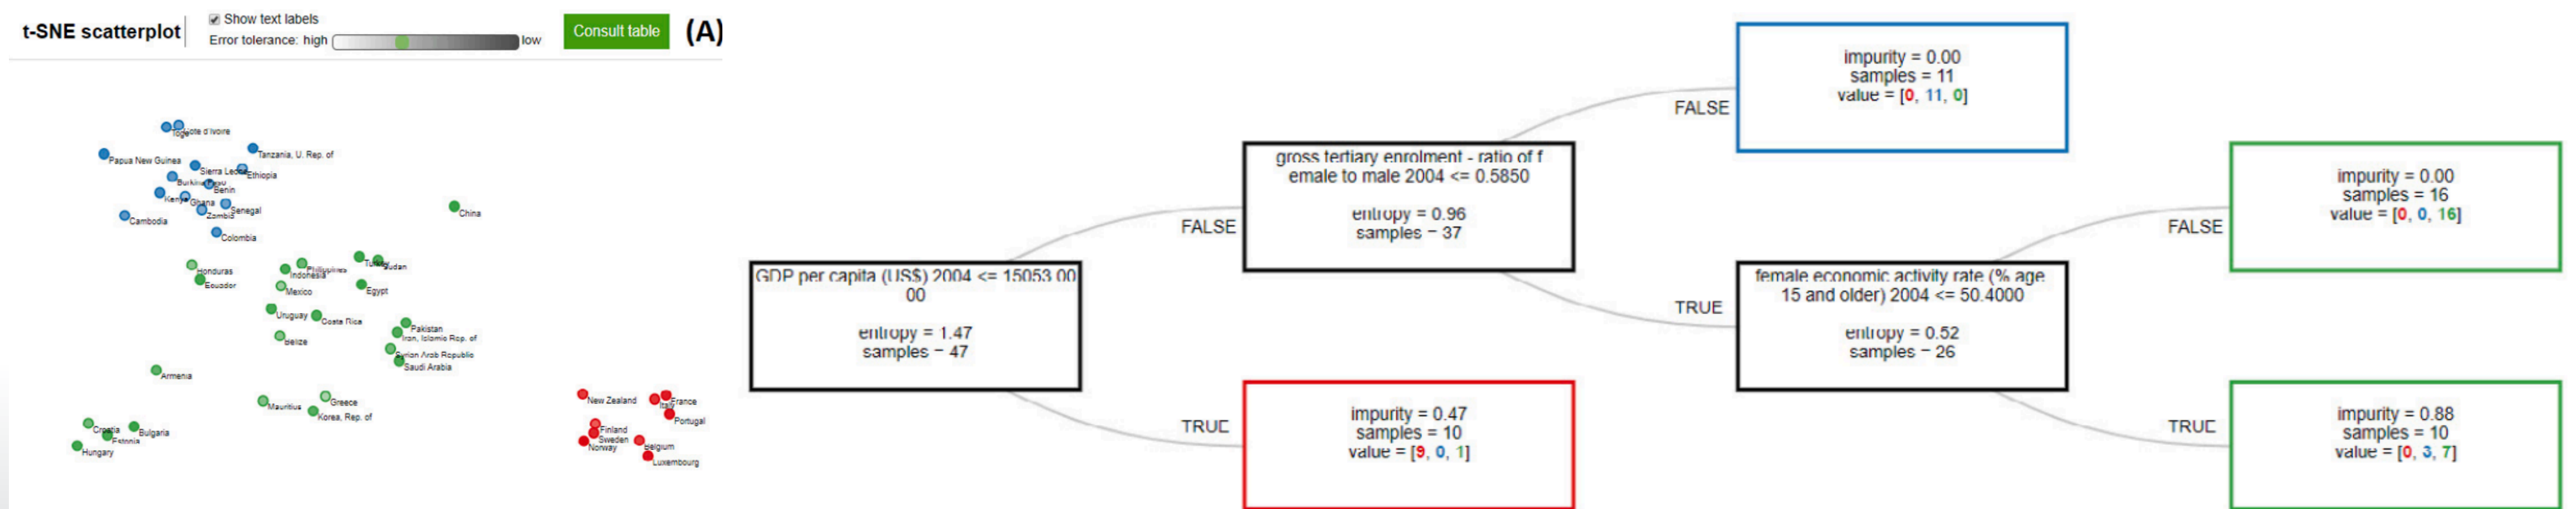 t-SNE scatterplot
Show text labels
Error tolerance: high
low
Consult table
(A)
Togo
Cote d'Ivoire
Papua New Guinea
Tanzania, U. Rep. of
Sierra Leone
Ethiopia
Burkina Faso
Benin
Kenya
Ghana
Zambia
Senegal
Cambodia
Colombia
China
Honduras
Ecuador
Philippines
Indonesia
Mexico
Turkey
Sudan
Egypt
Uruguay
Costa Rica
Belize
Pakistan
Iran, Islamic Rep. of
Syrian Arab Republic
Saudi Arabia
Armenia
Mauritius
Greece
Korea, Rep. of
Croatia
Estonia
Bulgaria
Hungary
New Zealand
Italy
France
Portugal
Finland
Sweden
Norway
Belgium
Luxembourg
GDP per capita (US$) 2004 <= 15053 00
00
entropy = 1.47
samples = 47
FALSE
TRUE
gross tertiary enrolment - ratio of f
emale to male 2004 <= 0.5850
entropy = 0.96
samples = 37
impurity = 0.47
samples = 10
value = [9, 0, 1]
FALSE
TRUE
impurity = 0.00
samples = 11
value = [0, 11, 0]
female economic activity rate (% age
15 and older) 2004 <= 50.4000
entropy = 0.52
samples = 26
FALSE
TRUE
impurity = 0.00
samples = 16
value = [0, 0, 16]
impurity = 0.88
samples = 10
value = [0, 3, 7]